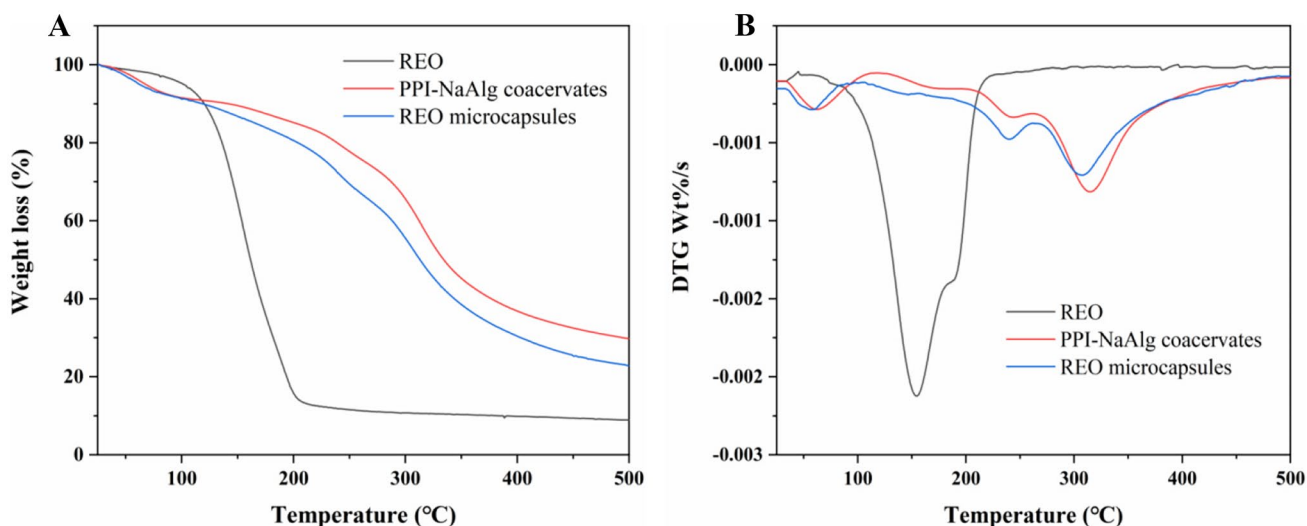 A
Weight loss (%)
100
80
60
40
20
0
REO
PPI-NaAlg coacervates
REO microcapsules
100
200
300
400
500
Temperature (°C)
B
DTG Wt%/s
0.000
-0.001
-0.001
-0.002
-0.002
-0.003
REO
PPI-NaAlg coacervates
REO microcapsules
100
200
300
400
500
Temperature (°C)